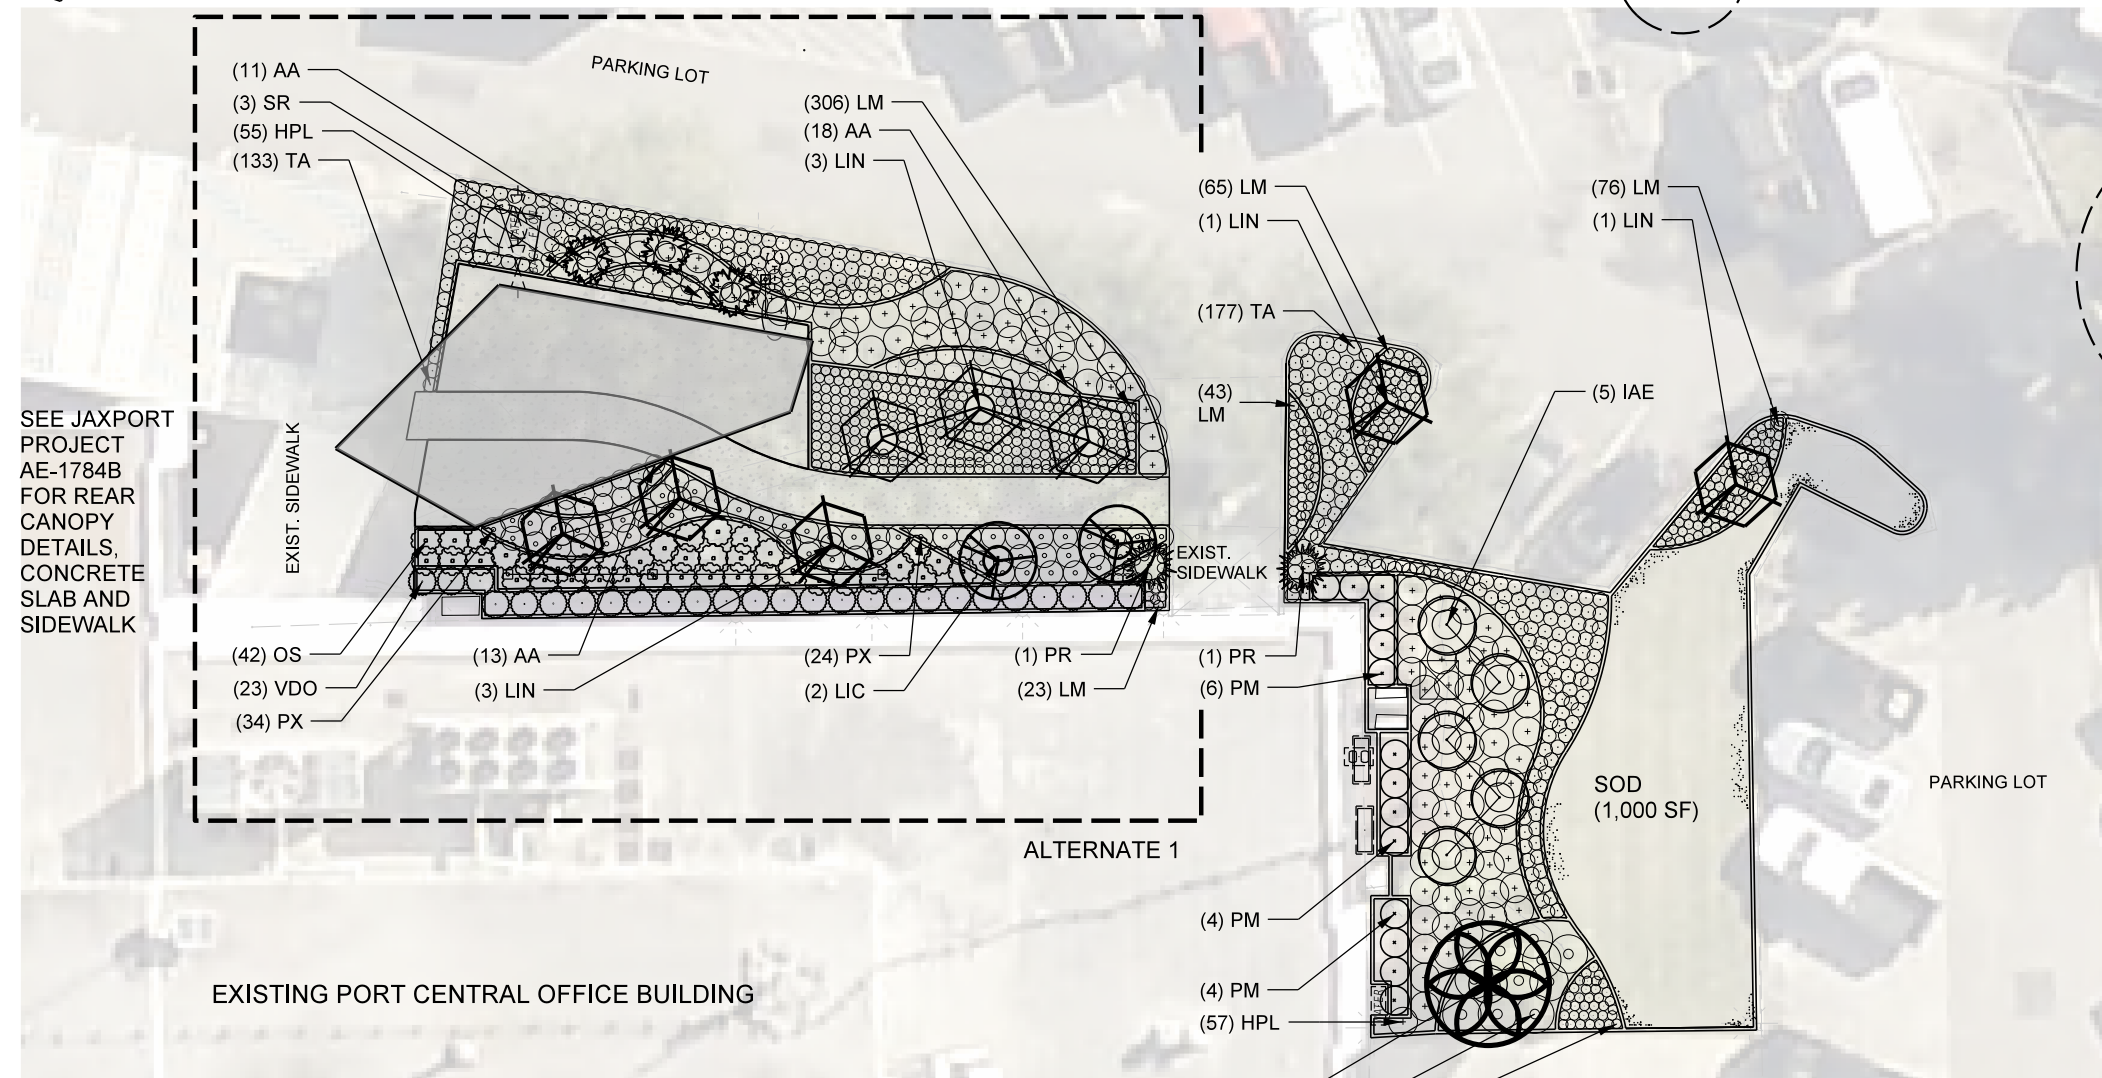 PARKING LOT
(11) AA
(3) SR
(55) HPL
(133) TA
(306) LM
(18) AA
(3) LIN
(65) LM
(1) LIN
(177) TA
(43)
LM
(76) LM
(1) LIN
(5) IAE
SEE JAXPORT
PROJECT
AE-1784B
FOR REAR
CANOPY
DETAILS,
CONCRETE
SLAB AND
SIDEWALK
EXIST. SIDEWALK
EXIST.
SIDEWALK
(42) OS
(23) VDO
(34) PX
(13) AA
(3) LIN
(24) PX
(2) LIC
(1) PR
(23) LM
(1) PR
(6) PM
SOD
(1,000 SF)
PARKING LOT
ALTERNATE 1
(4) PM
(4) PM
(57) HPL
EXISTING PORT CENTRAL OFFICE BUILDING